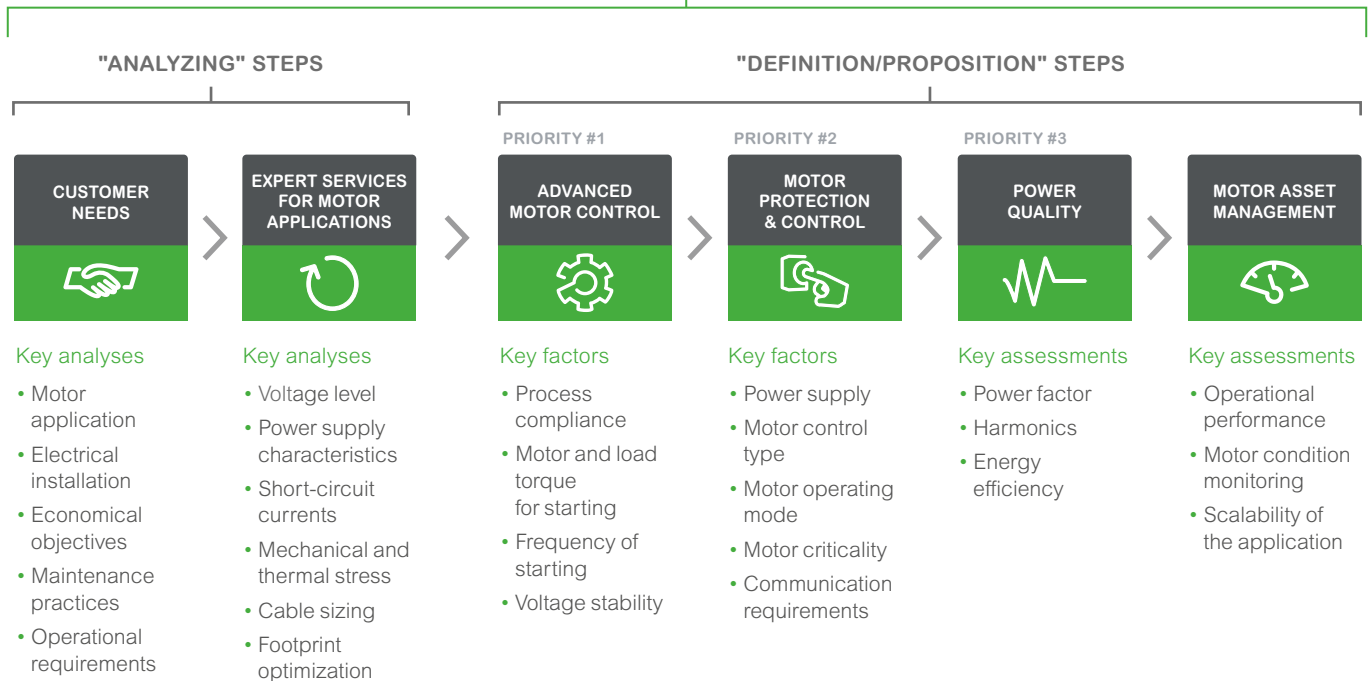 "ANALYZING" STEPS
"DEFINITION/PROPOSITION" STEPS
PRIORITY #1
PRIORITY #2
PRIORITY #3
CUSTOMER
NEEDS
EXPERT SERVICES
FOR MOTOR
APPLICATIONS
ADVANCED
MOTOR CONTROL
MOTOR
PROTECTION
& CONTROL
POWER
QUALITY
MOTOR ASSET
MANAGEMENT
Key analyses
• Motor
application
• Electrical
installation
• Economical
objectives
• Maintenance
practices
• Operational
requirements
Key analyses
• Voltage level
• Power supply
characteristics
• Short-circuit
currents
• Mechanical and
thermal stress
• Cable sizing
• Footprint
optimization
Key factors
• Process
compliance
• Motor and load
torque
for starting
• Frequency of
starting
• Voltage stability
Key factors
• Power supply
• Motor control
type
• Motor operating
mode
• Motor criticality
• Communication
requirements
Key assessments
• Power factor
• Harmonics
• Energy
efficiency
Key assessments
• Operational
performance
• Motor condition
monitoring
• Scalability of
the application